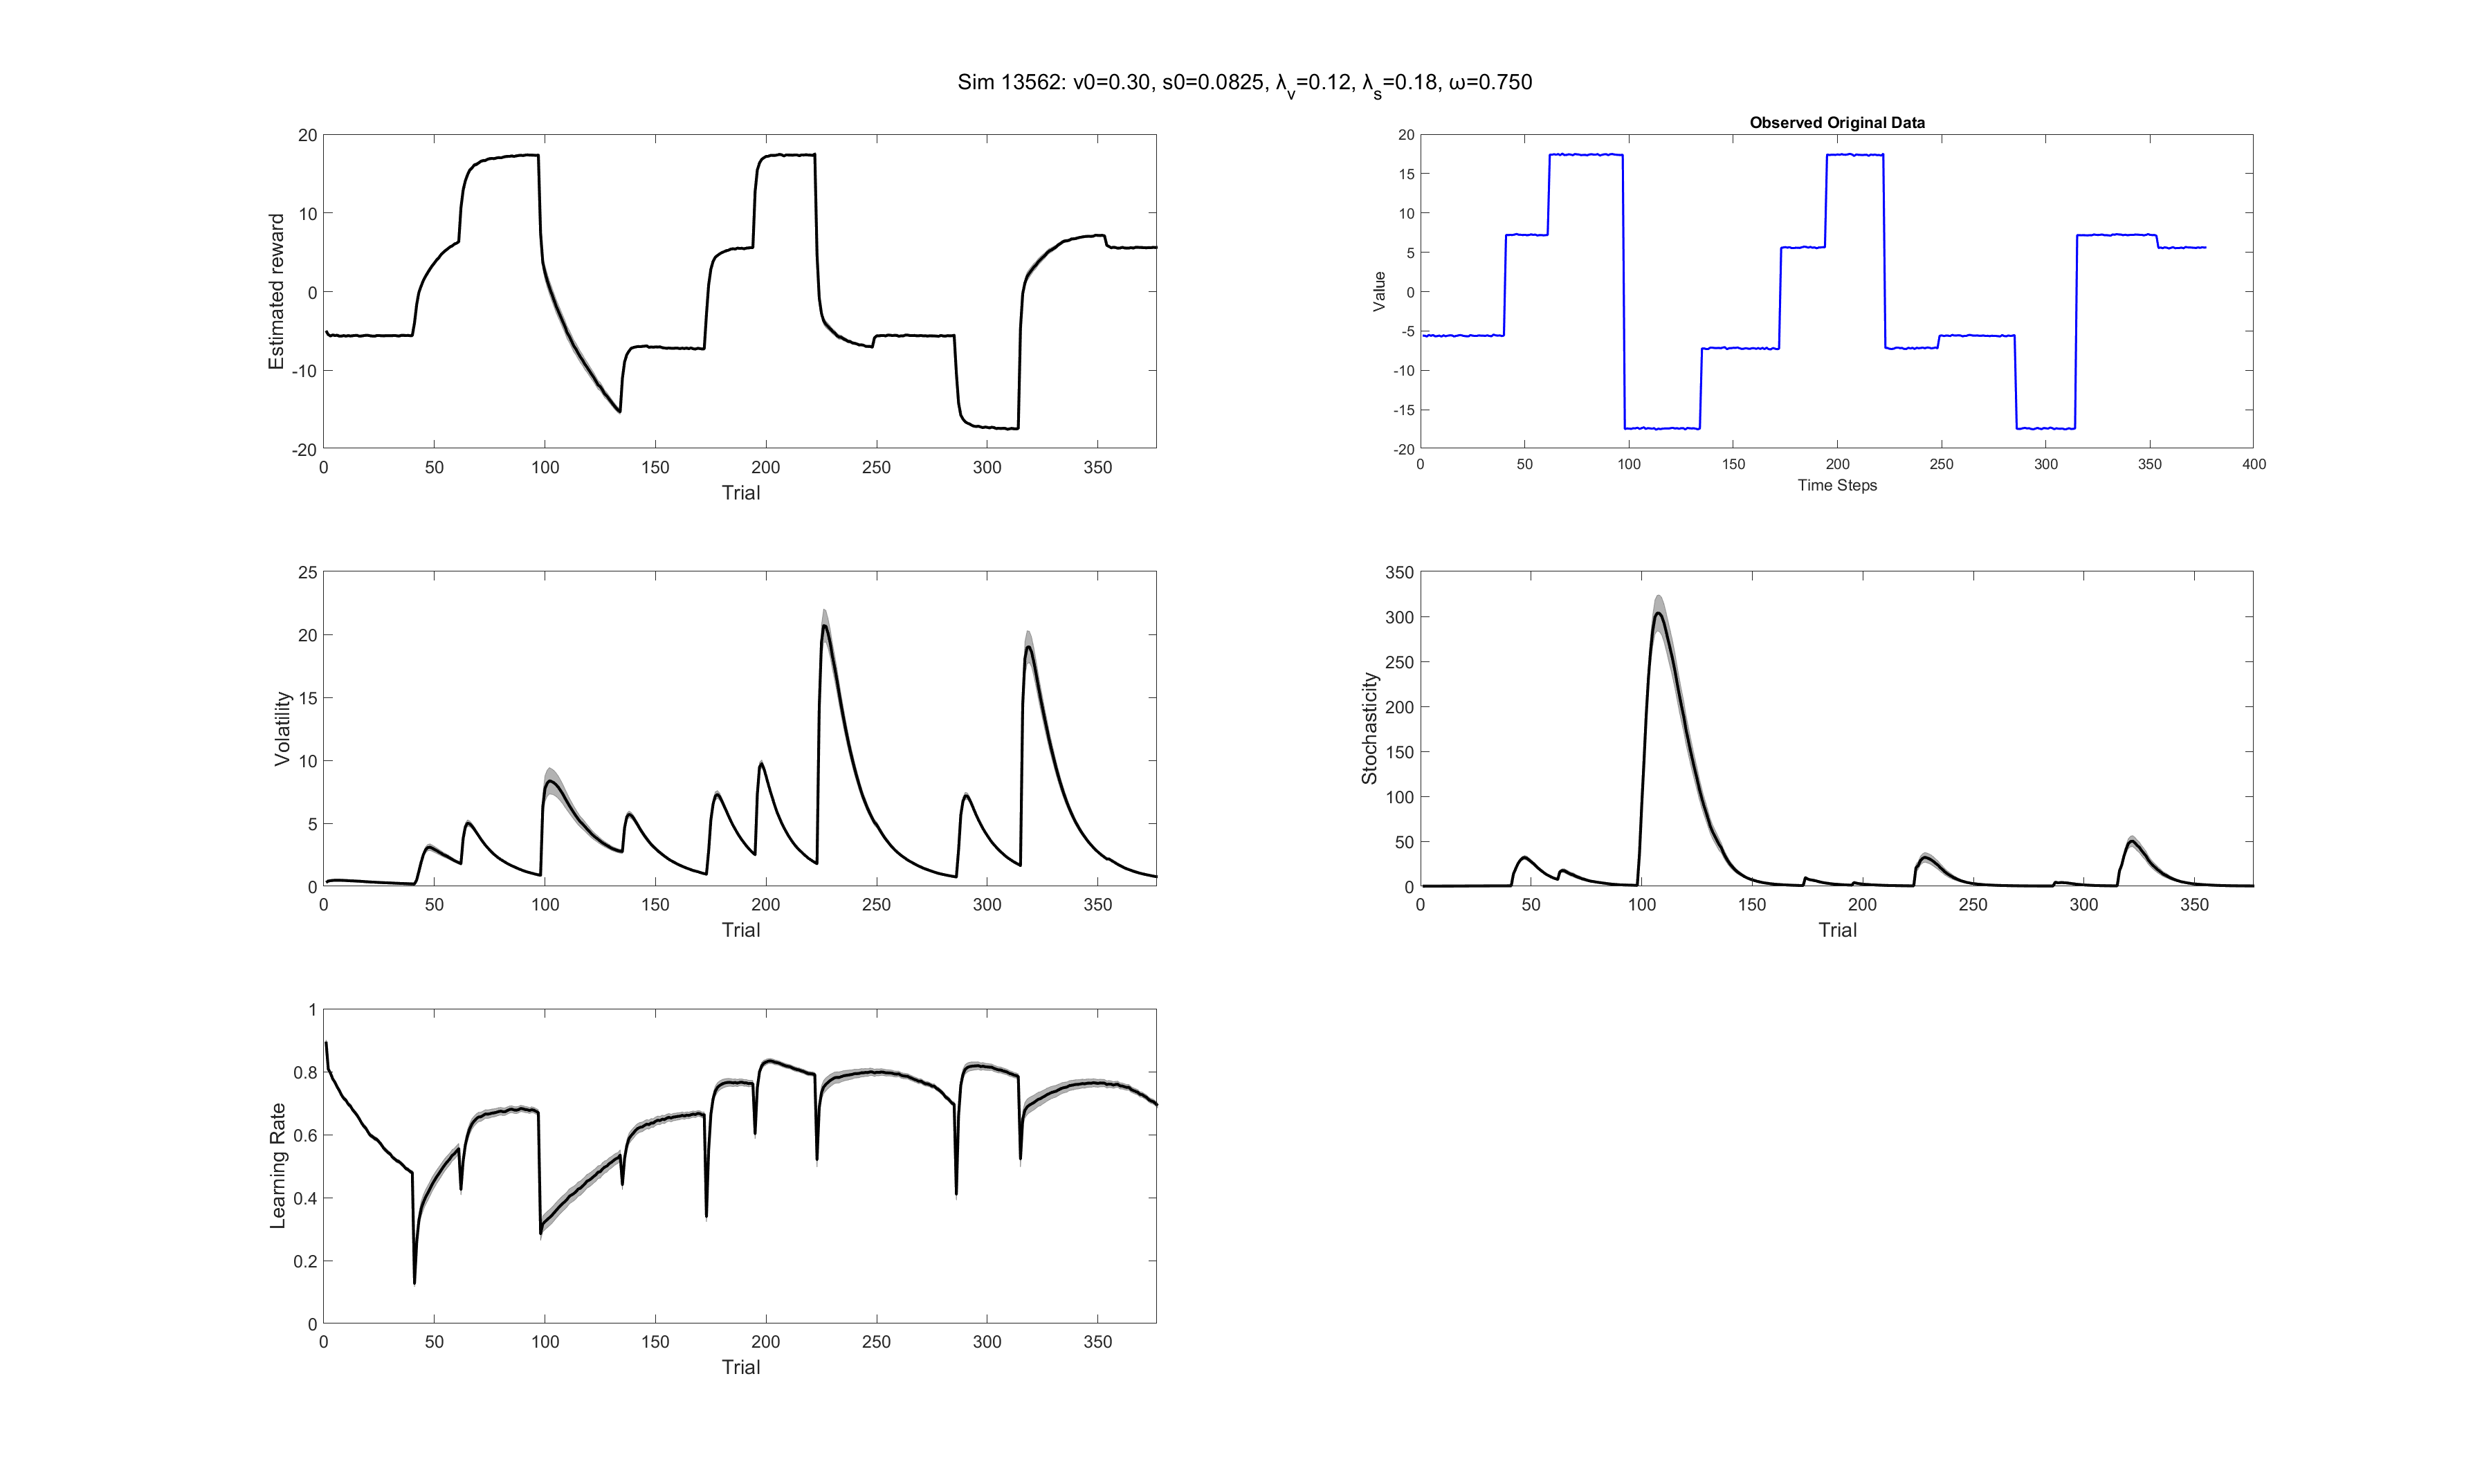 Sim 13562: v0=0.30, s0=0.0825, λv=0.12, λs=0.18, ω=0.750
Estimated reward
20
10
0
-10
-20
0 50 100 150 200 250 300 350
Trial
Observed Original Data
Value
20
15
10
5
0
-5
-10
-15
-20
0 50 100 150 200 250 300 350 400
Time Steps
Volatility
25
20
15
10
5
0
0 50 100 150 200 250 300 350
Trial
Stochasticity
350
300
250
200
150
100
50
0
0 50 100 150 200 250 300 350
Trial
Learning Rate
1
0.8
0.6
0.4
0.2
0
0 50 100 150 200 250 300 350
Trial